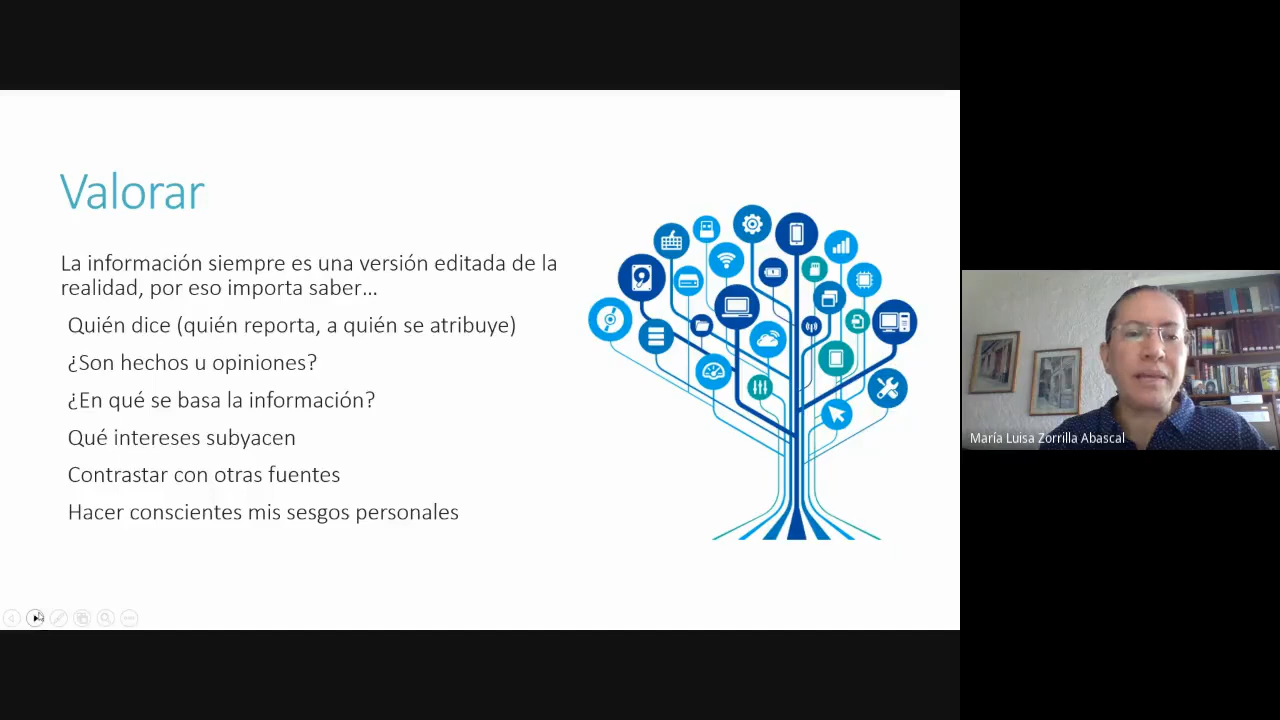 Valorar
La información siempre es una versión editada de la
realidad, por eso importa saber...
Quién dice (quién reporta, a quién se atribuye)
¿Son hechos u opiniones?
¿En qué se basa la información?
Qué intereses subyacen
Contrastar con otras fuentes
Hacer conscientes mis sesgos personales
María Luisa Zorrilla Abascal